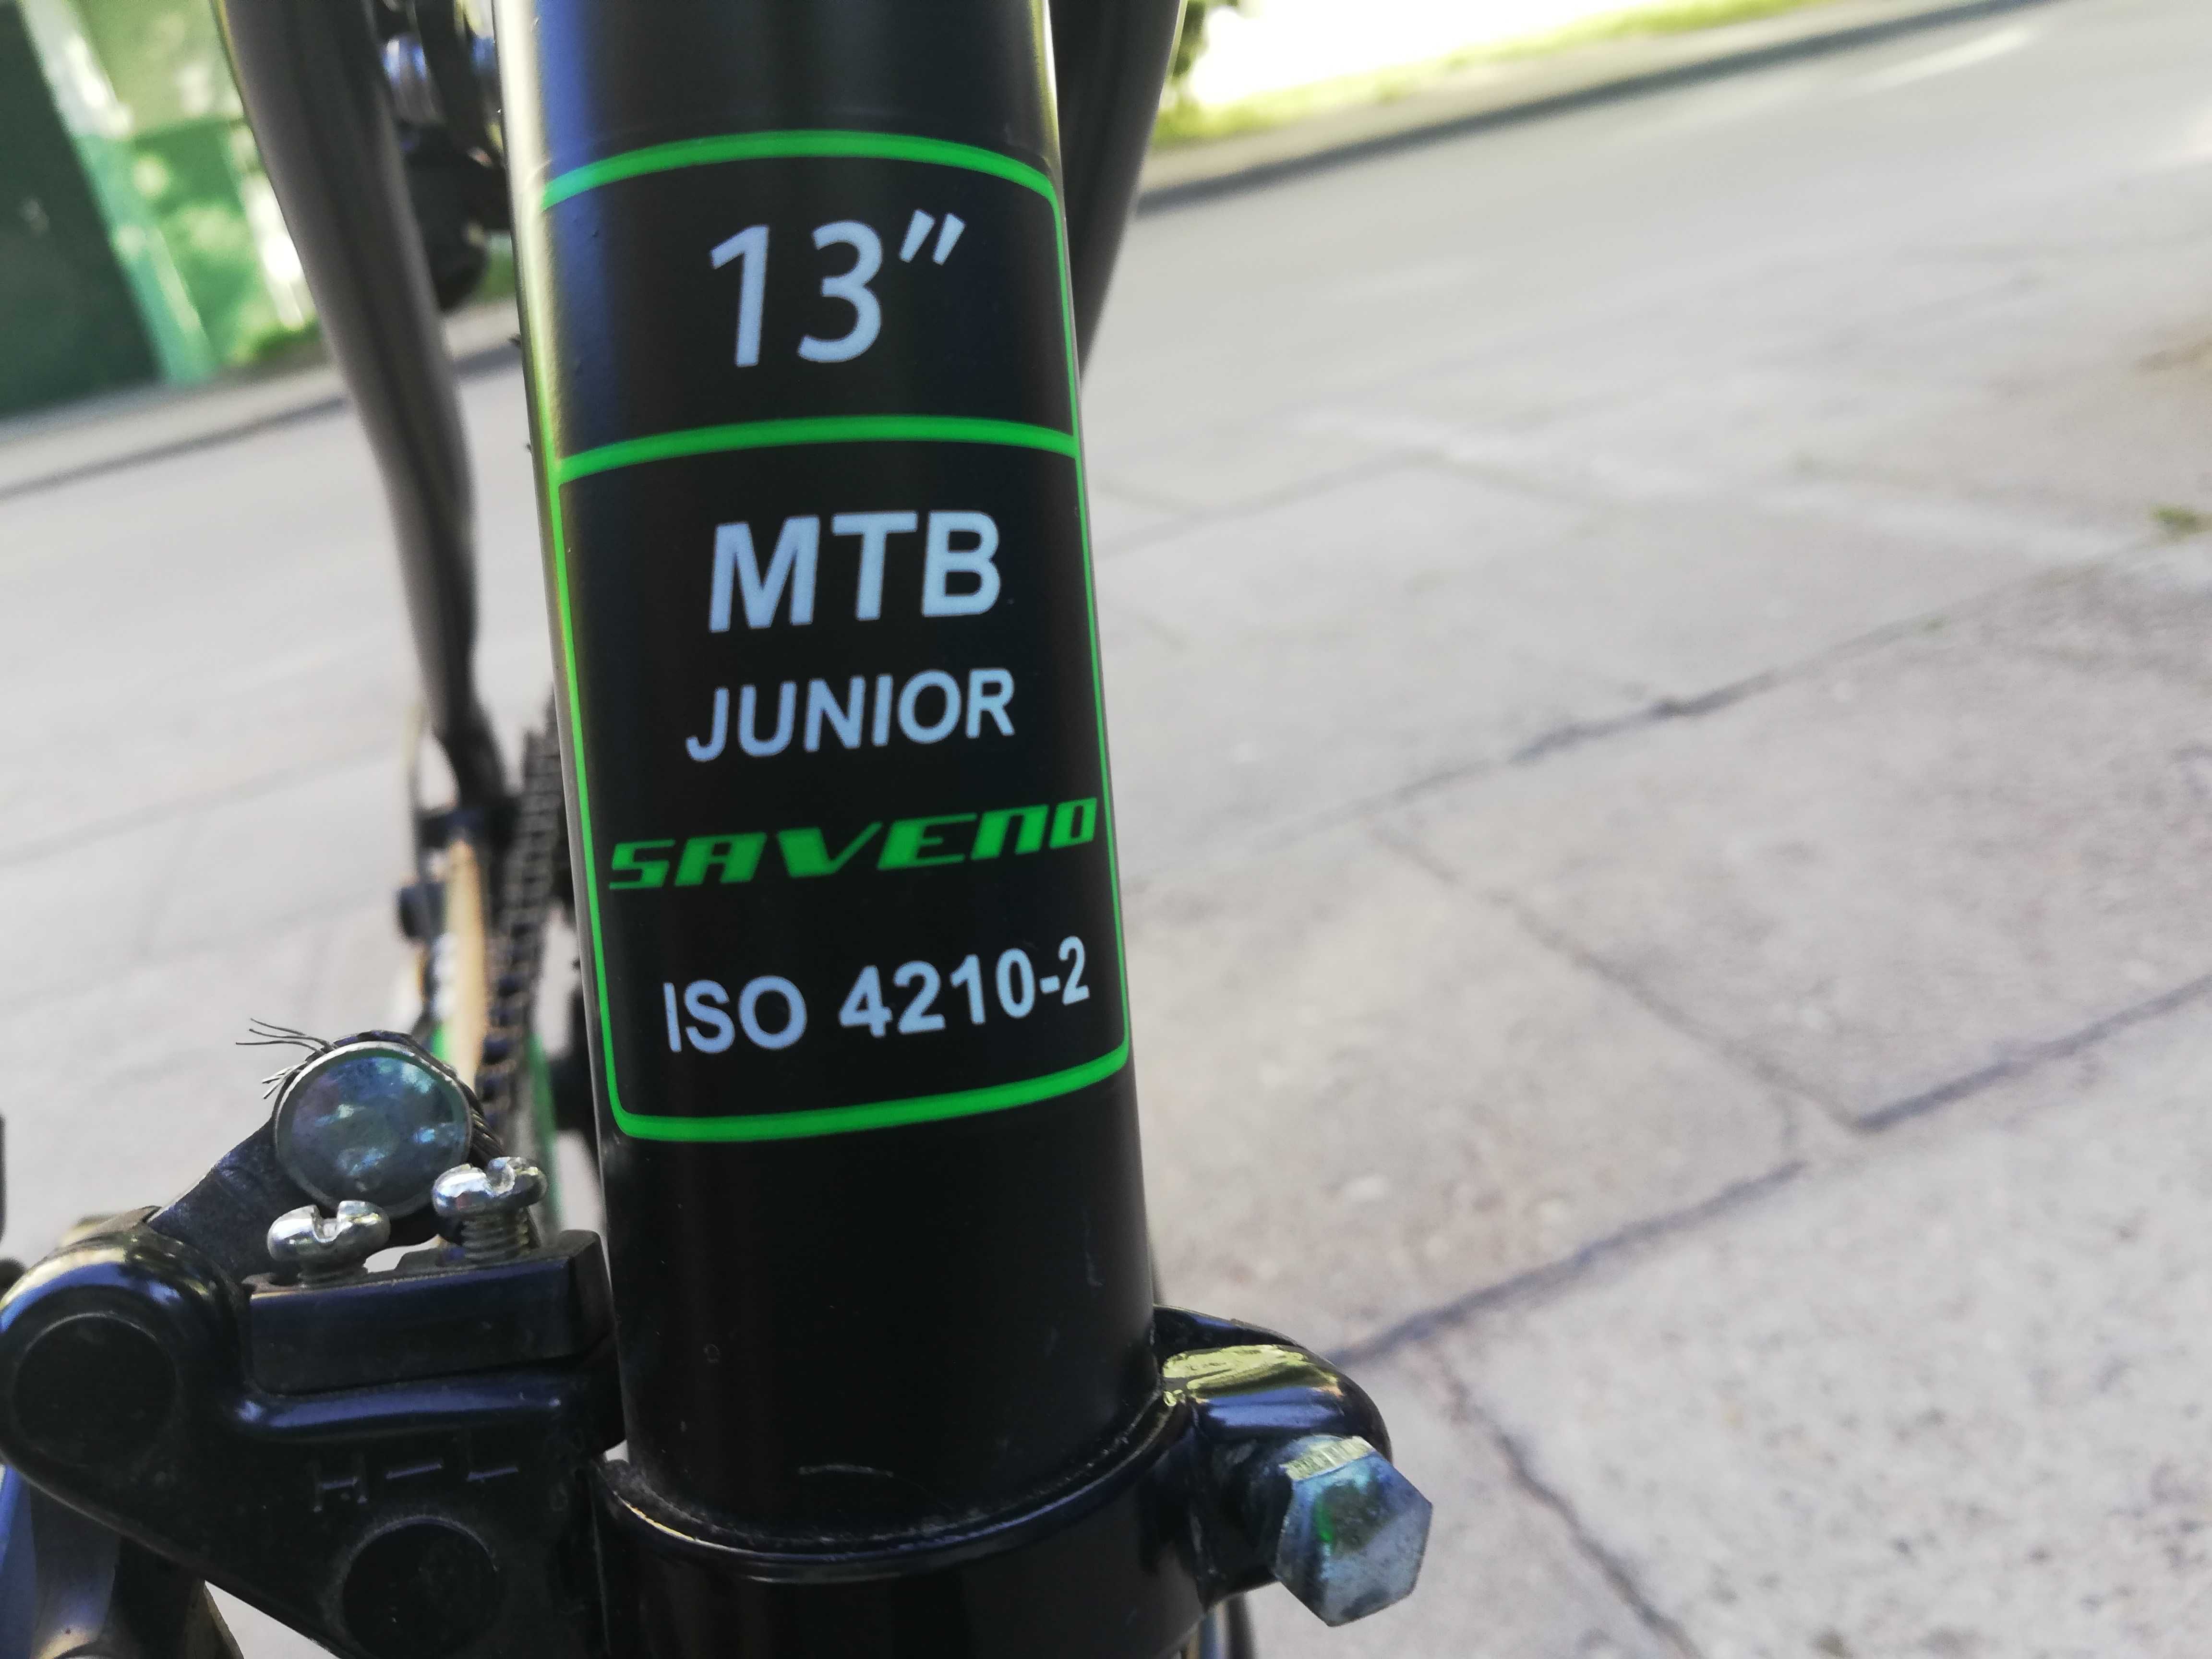 13"
MTB
JUNIOR
SAVENO
ISO 4210-2